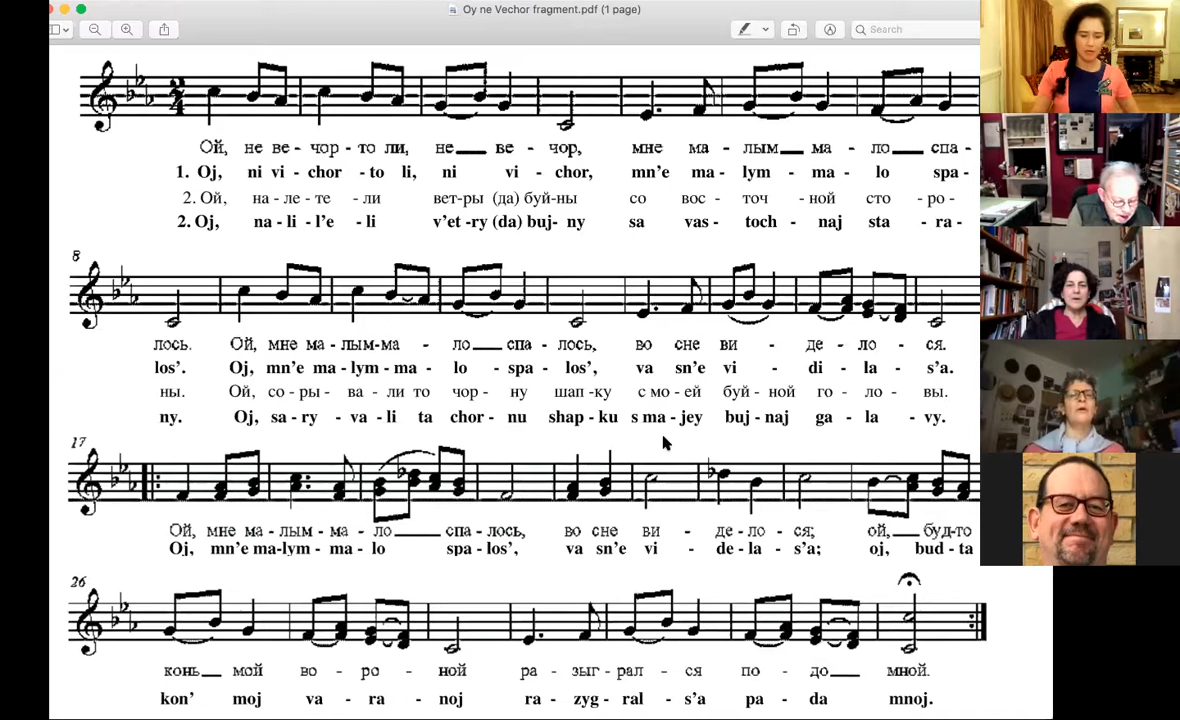 Oy ne Vechor fragment.pdf (1 page)
Search
2
4
Ой, не ве - чор - то ли, не ве - чор, мне ма - лым ма - ло спа -
1. Oj, ni vi - chor - to li, ni vi - chor, mn'e ma - lym - ma - lo spa -
2. Ой, на - ле - те - ли вет-ры (да) буй-ны со вос - точ - ной сто - ро -
2. Oj, na - li - l'e - li v'et - ry (da) buj- ny sa vas - toch - naj sta - ra -
8
лось. Ой, мне ма - лым-ма - ло спа - лось, во сне ви - де - ло - ся.
los'. Oj, mn'e ma - lym - ma - lo - spa - los', va sn'e vi - di - la - s'a.
ны. Ой, со - ры - ва - ли то чор - ну шап -ку с мо - ей буй - ной го - ло - вы.
ny. Oj, sa - ry - va - li ta chor - nu shap - ku s ma - jey buj - naj ga - la - vy.
17
Ой, мне ма - лым - ма - ло спа - лось, во сне ви - де - ло - ся; ой, буд-то
Oj, mn'e ma-lym - ma - lo spa - los', va sn'e vi - de - la - s'a; oj, bud - ta
26
конь мой во - ро - ной ра - зыг - рал - ся по - до мной.
kon' moj va - ra - noj ra - zyg - ral - s'a pa - da mnoj.